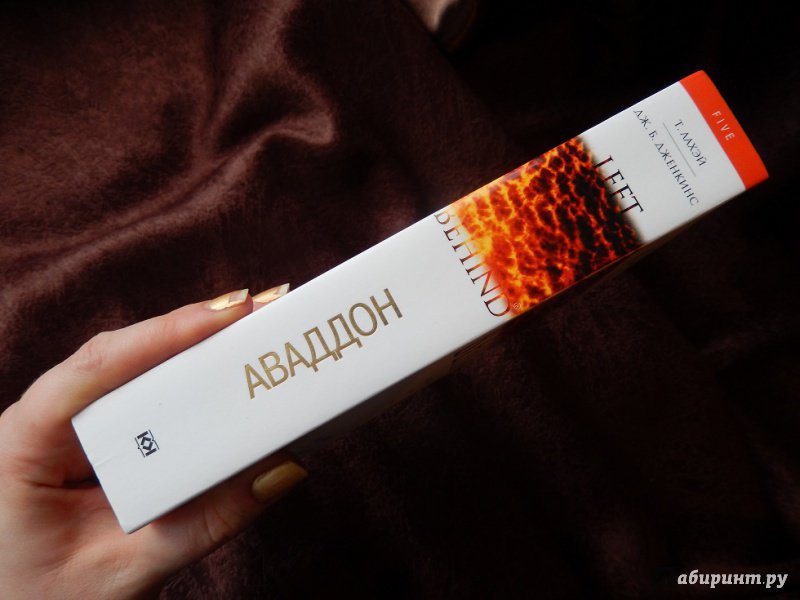 FIVE
Т. ЛАХЭЙ
ДЖ. Б. ДЖЕНКИНС
LEFT
BEHIND®
АВАДДОН
абиринт.ру